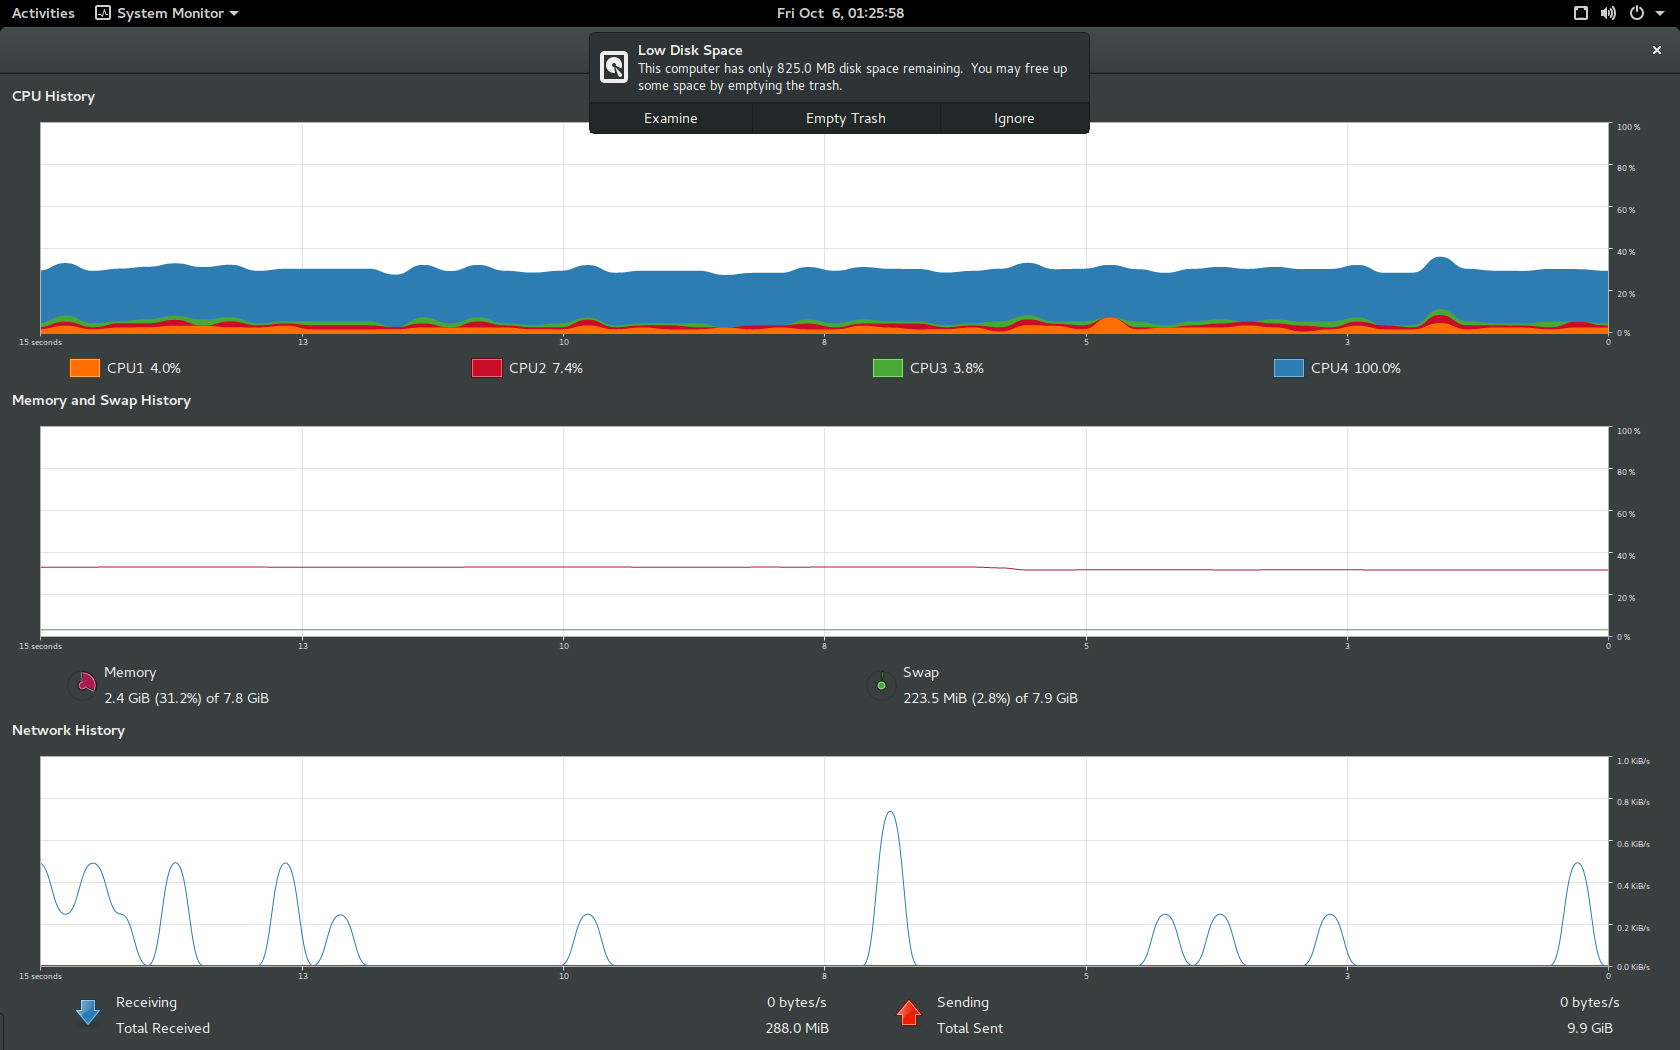 Activities System Monitor Fri Oct 6, 01:25:58
Low Disk Space
This computer has only 825.0 MB disk space remaining. You may free up
some space by emptying the trash.
Examine Empty Trash Ignore
CPU History
100 %
80 %
60 %
40 %
20 %
0 %
15 seconds 13 10 8 5 3 0
CPU1 4.0% CPU2 7.4% CPU3 3.8% CPU4 100.0%
Memory and Swap History
100 %
80 %
60 %
40 %
20 %
0 %
15 seconds 13 10 8 5 3 0
Memory Swap
2.4 GiB (31.2%) of 7.8 GiB 223.5 MiB (2.8%) of 7.9 GiB
Network History
1.0 KiB/s
0.8 KiB/s
0.6 KiB/s
0.4 KiB/s
0.2 KiB/s
0.0 KiB/s
15 seconds 13 10 8 5 3 0
Receiving 0 bytes/s Sending 0 bytes/s
Total Received 288.0 MiB Total Sent 9.9 GiB